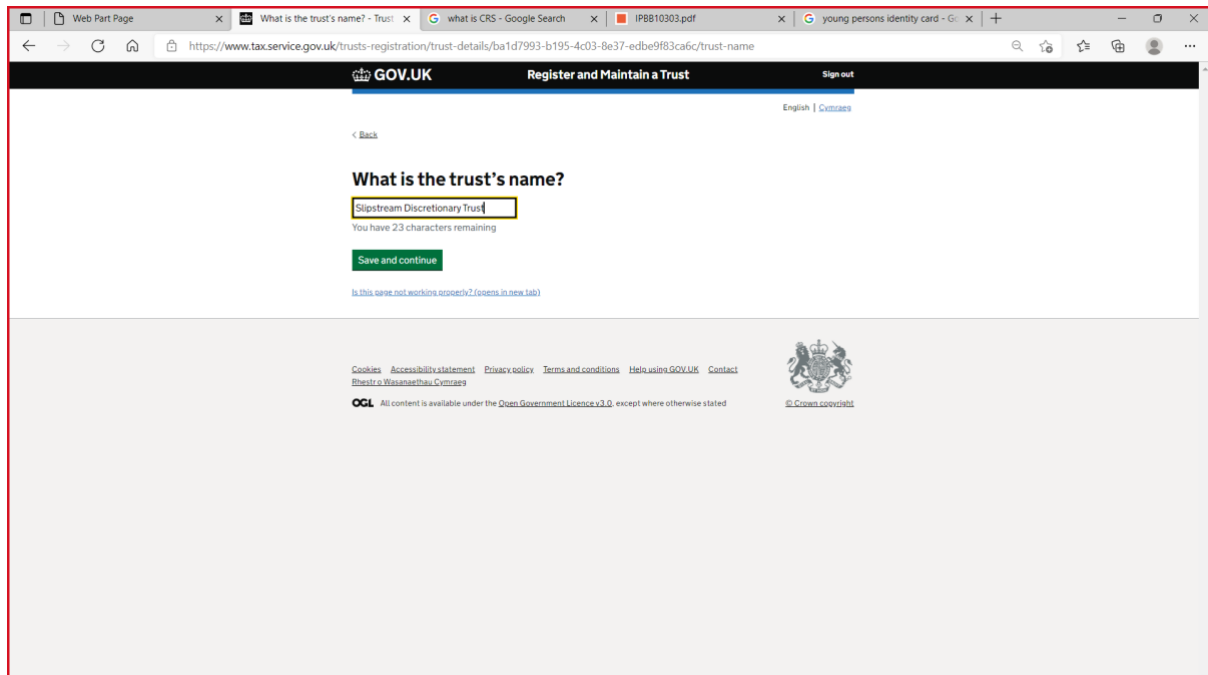 Web Part Page
What is the trust's name? - Trust
what is CRS - Google Search
IPBB10303.pdf
young persons identity card - Go
https://www.tax.service.gov.uk/trusts-registration/trust-details/ba1d7993-b195-4c03-8e37-edbe9f83ca6c/trust-name
GOV.UK Register and Maintain a Trust Sign out
English | Cymraeg
< Back
What is the trust's name?
Slipstream Discretionary Trust
You have 23 characters remaining
Save and continue
Is this page not working properly? (opens in new tab)
Cookies Accessibility statement Privacy policy Terms and conditions Help using GOV.UK Contact
Rhestr o Wasanaethau Cymraeg
OGL All content is available under the Open Government Licence v3.0, except where otherwise stated
© Crown copyright